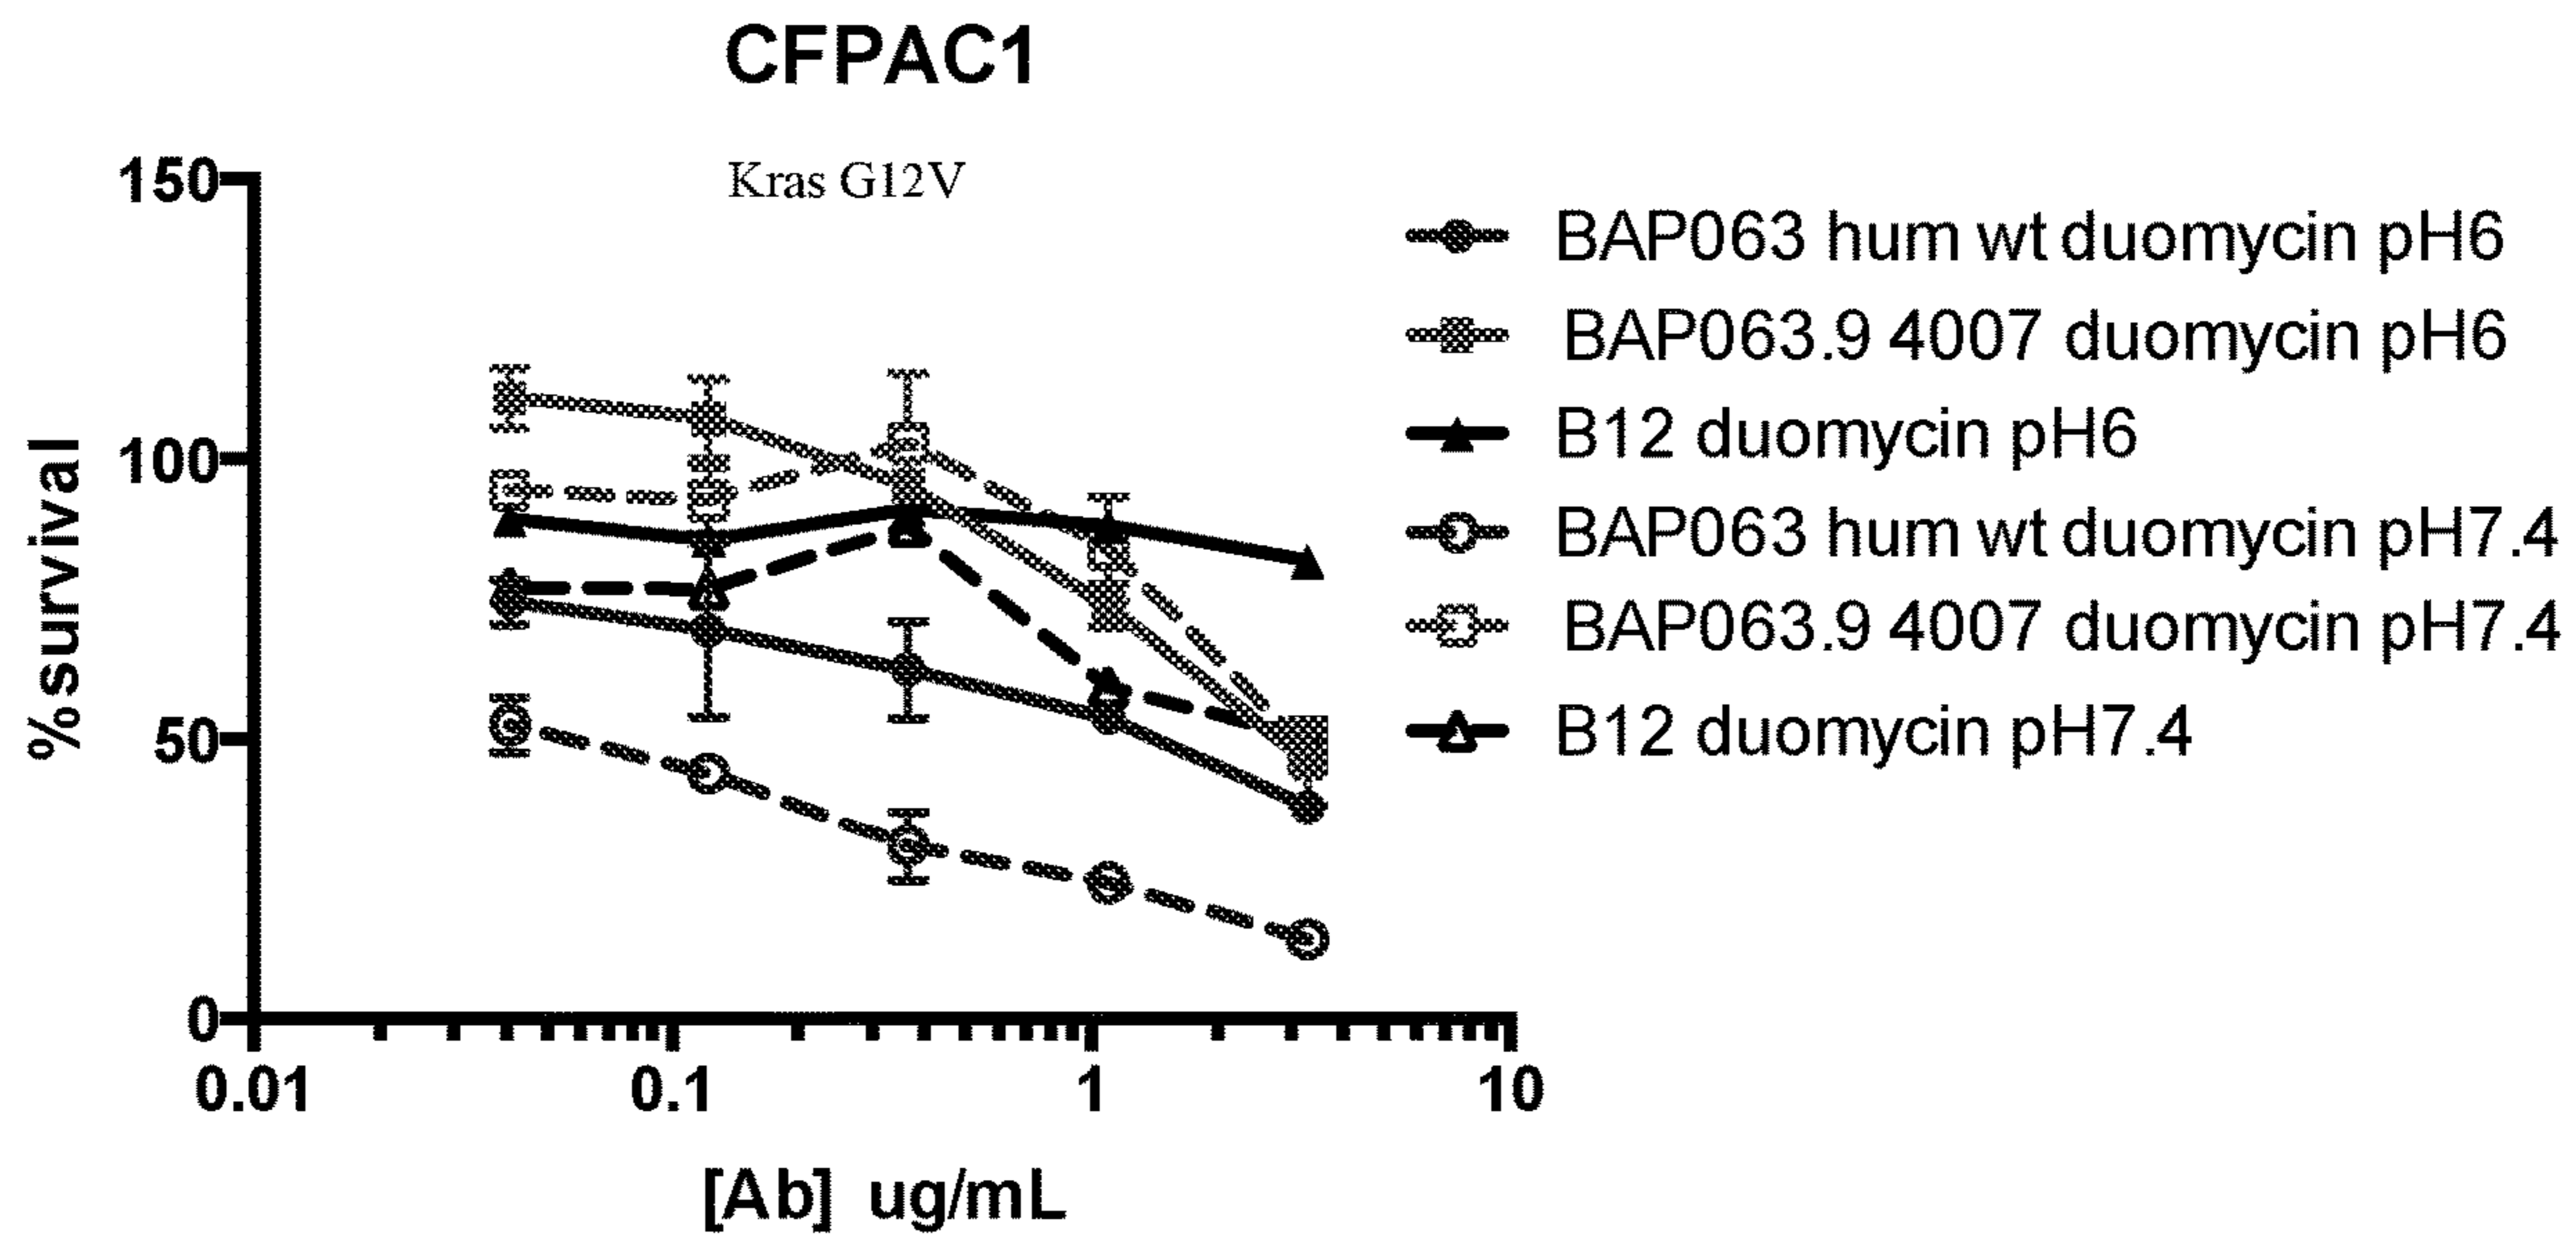 CFPAC1
Kras G12V
150
100
50
0
%survival
0.01
0.1
1
10
[Ab] ug/mL
BAP063 hum wt duomycin pH6
BAP063.9 4007 duomycin pH6
B12 duomycin pH6
BAP063 hum wt duomycin pH7.4
BAP063.9 4007 duomycin pH7.4
B12 duomycin pH7.4